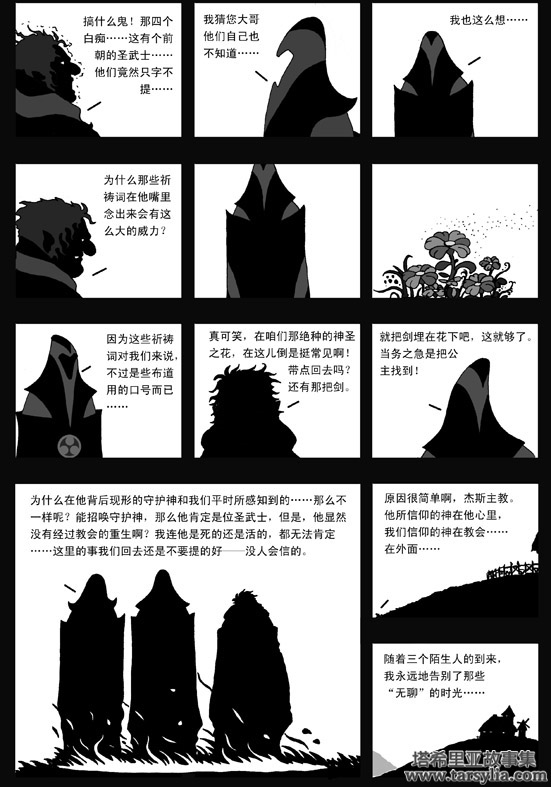 搞什么鬼！那四个
白痴……这有个前
朝的圣武士……
他们竟然只字不
提……
我猜您大哥
他们自己也
不知道……
我也这么想……
为什么那些祈
祷词在他嘴里
念出来会有这
么大的威力？
因为这些祈祷
词对我们来说，
不过是些布道
用的口号而已
……
真可笑，在咱们那绝种的神圣
之花，在这儿倒是挺常见啊！
带点回去吗？
还有那把剑。
就把剑埋在花下吧，这就够了。
当务之急是把公
主找到！
为什么在他背后现形的守护神和我们平时所感知到的……那么不
一样呢？能招唤守护神，那么他肯定是位圣武士，但是，他显然
没有经过教会的重生啊？我连他是死的还是活的，都无法肯定
……这里的事我们回去还是不要提的好——没人会信的。
原因很简单啊，杰斯主教。
他所信仰的神在他心里，
我们信仰的神在教会……
在外面……
随着三个陌生人的到来，
我永远地告别了那些
“无聊”的时光……
塔希里亚故事集
www.tarsylia.com